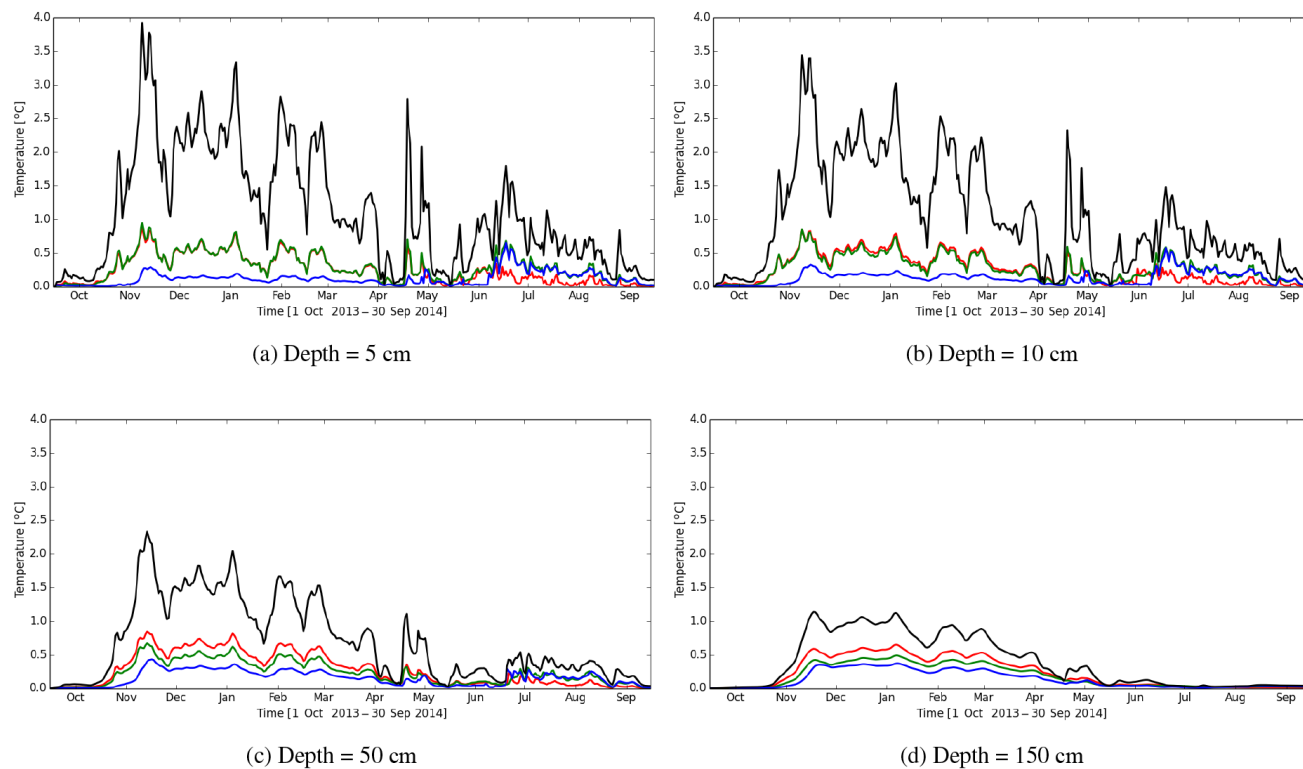 4.0
3.5
3.0
2.5
2.0
1.5
1.0
0.5
0.0
Temperature [°C]
Oct Nov Dec Jan Feb Mar Apr May Jun Jul Aug Sep
Time [1 Oct 2013 – 30 Sep 2014]
(a) Depth = 5 cm
4.0
3.5
3.0
2.5
2.0
1.5
1.0
0.5
0.0
Temperature [°C]
Oct Nov Dec Jan Feb Mar Apr May Jun Jul Aug Sep
Time [1 Oct 2013 – 30 Sep 2014]
(b) Depth = 10 cm
4.0
3.5
3.0
2.5
2.0
1.5
1.0
0.5
0.0
Temperature [°C]
Oct Nov Dec Jan Feb Mar Apr May Jun Jul Aug Sep
Time [1 Oct 2013 – 30 Sep 2014]
(c) Depth = 50 cm
4.0
3.5
3.0
2.5
2.0
1.5
1.0
0.5
0.0
Temperature [°C]
Oct Nov Dec Jan Feb Mar Apr May Jun Jul Aug Sep
Time [1 Oct 2013 – 30 Sep 2014]
(d) Depth = 150 cm